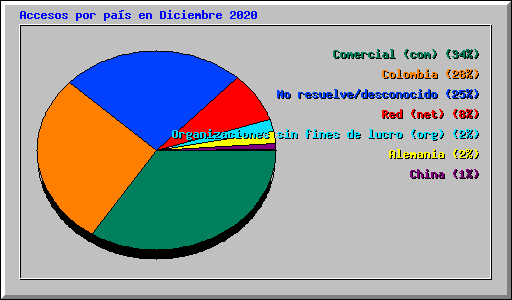 Accesos por país en Diciembre 2020
Comercial (com) (34%)
Colombia (28%)
No resuelve/desconocido (25%)
Red (net) (8%)
Organizaciones sin fines de lucro (org) (2%)
Alemania (2%)
China (1%)